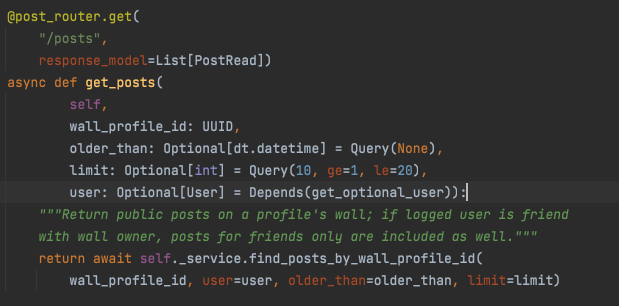 @post_router.get(
    "/posts",
    response_model=List[PostRead])
async def get_posts(
        self,
        wall_profile_id: UUID,
        older_than: Optional[dt.datetime] = Query(None),
        limit: Optional[int] = Query(10, ge=1, le=20),
        user: Optional[User] = Depends(get_optional_user)):
    """Return public posts on a profile's wall; if logged user is friend
    with wall owner, posts for friends only are included as well."""
    return await self._service.find_posts_by_wall_profile_id(
        wall_profile_id, user=user, older_than=older_than, limit=limit)